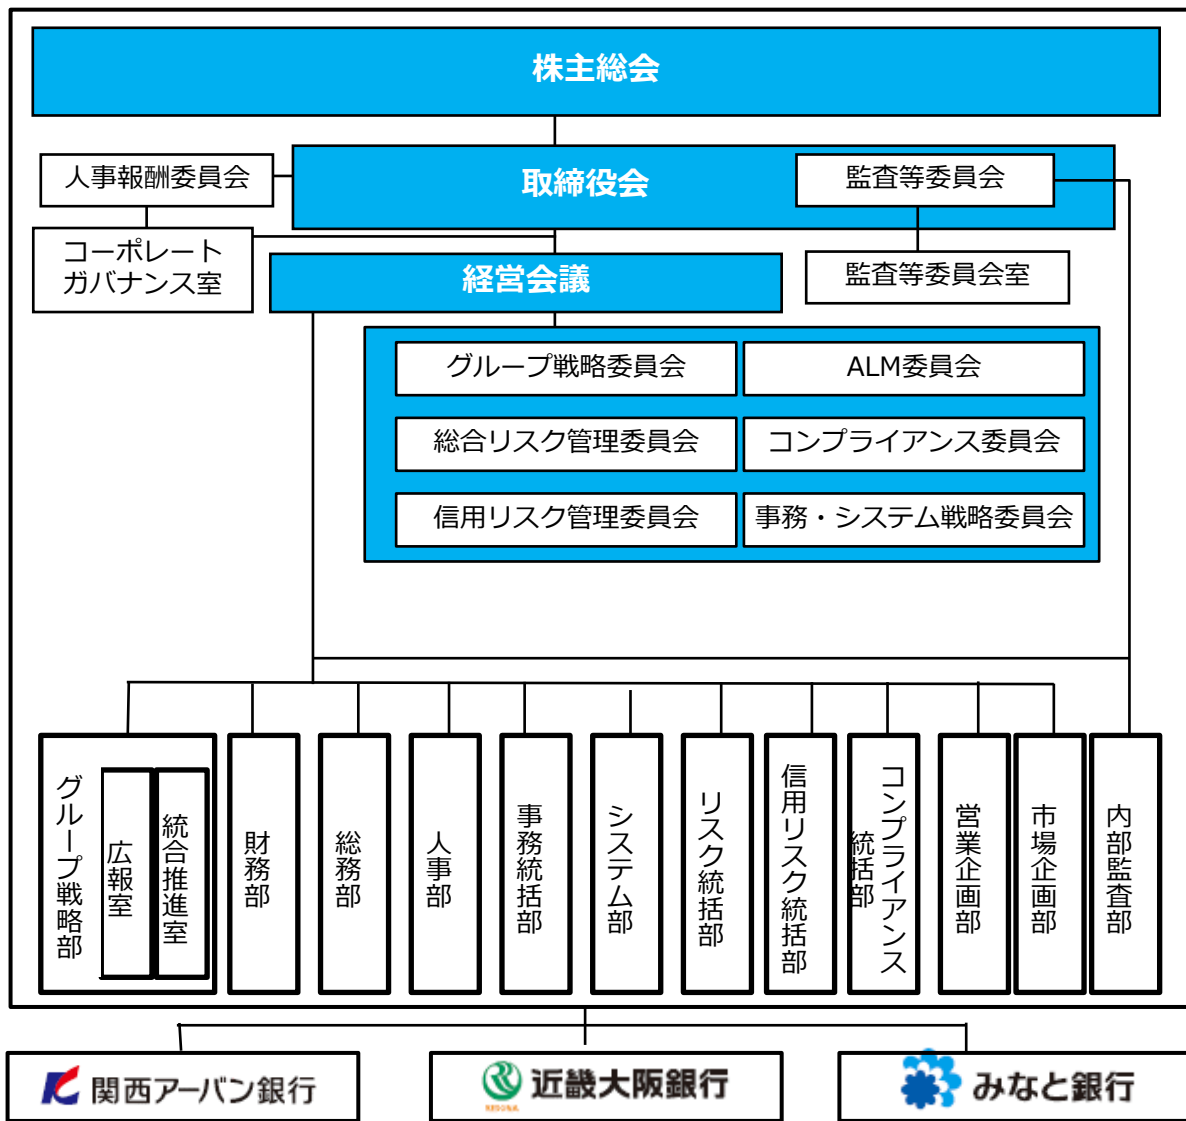 株主総会
人事報酬委員会
取締役会
監査等委員会
コーポレート
ガバナンス室
経営会議
監査等委員会室
グループ戦略委員会
ALM委員会
総合リスク管理委員会
コンプライアンス委員会
信用リスク管理委員会
事務・システム戦略委員会
グループ戦略部
広報室
統合推進室
財務部
総務部
人事部
事務統括部
システム部
リスク統括部
信用リスク統括部
コンプライアンス
統括部
営業企画部
市場企画部
内部監査部
関西アーバン銀行
近畿大阪銀行
RESONA
みなと銀行